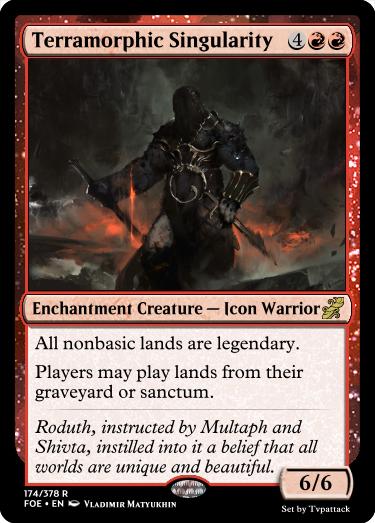 Terramorphic Singularity 4
Enchantment Creature — Icon Warrior
All nonbasic lands are legendary.
Players may play lands from their
graveyard or sanctum.
Roduth, instructed by Multaph and
Shivta, instilled into it a belief that all
worlds are unique and beautiful.
6/6
174/378 R
FOE • EN Vladimir Matyukhin
Set by Tvpattack